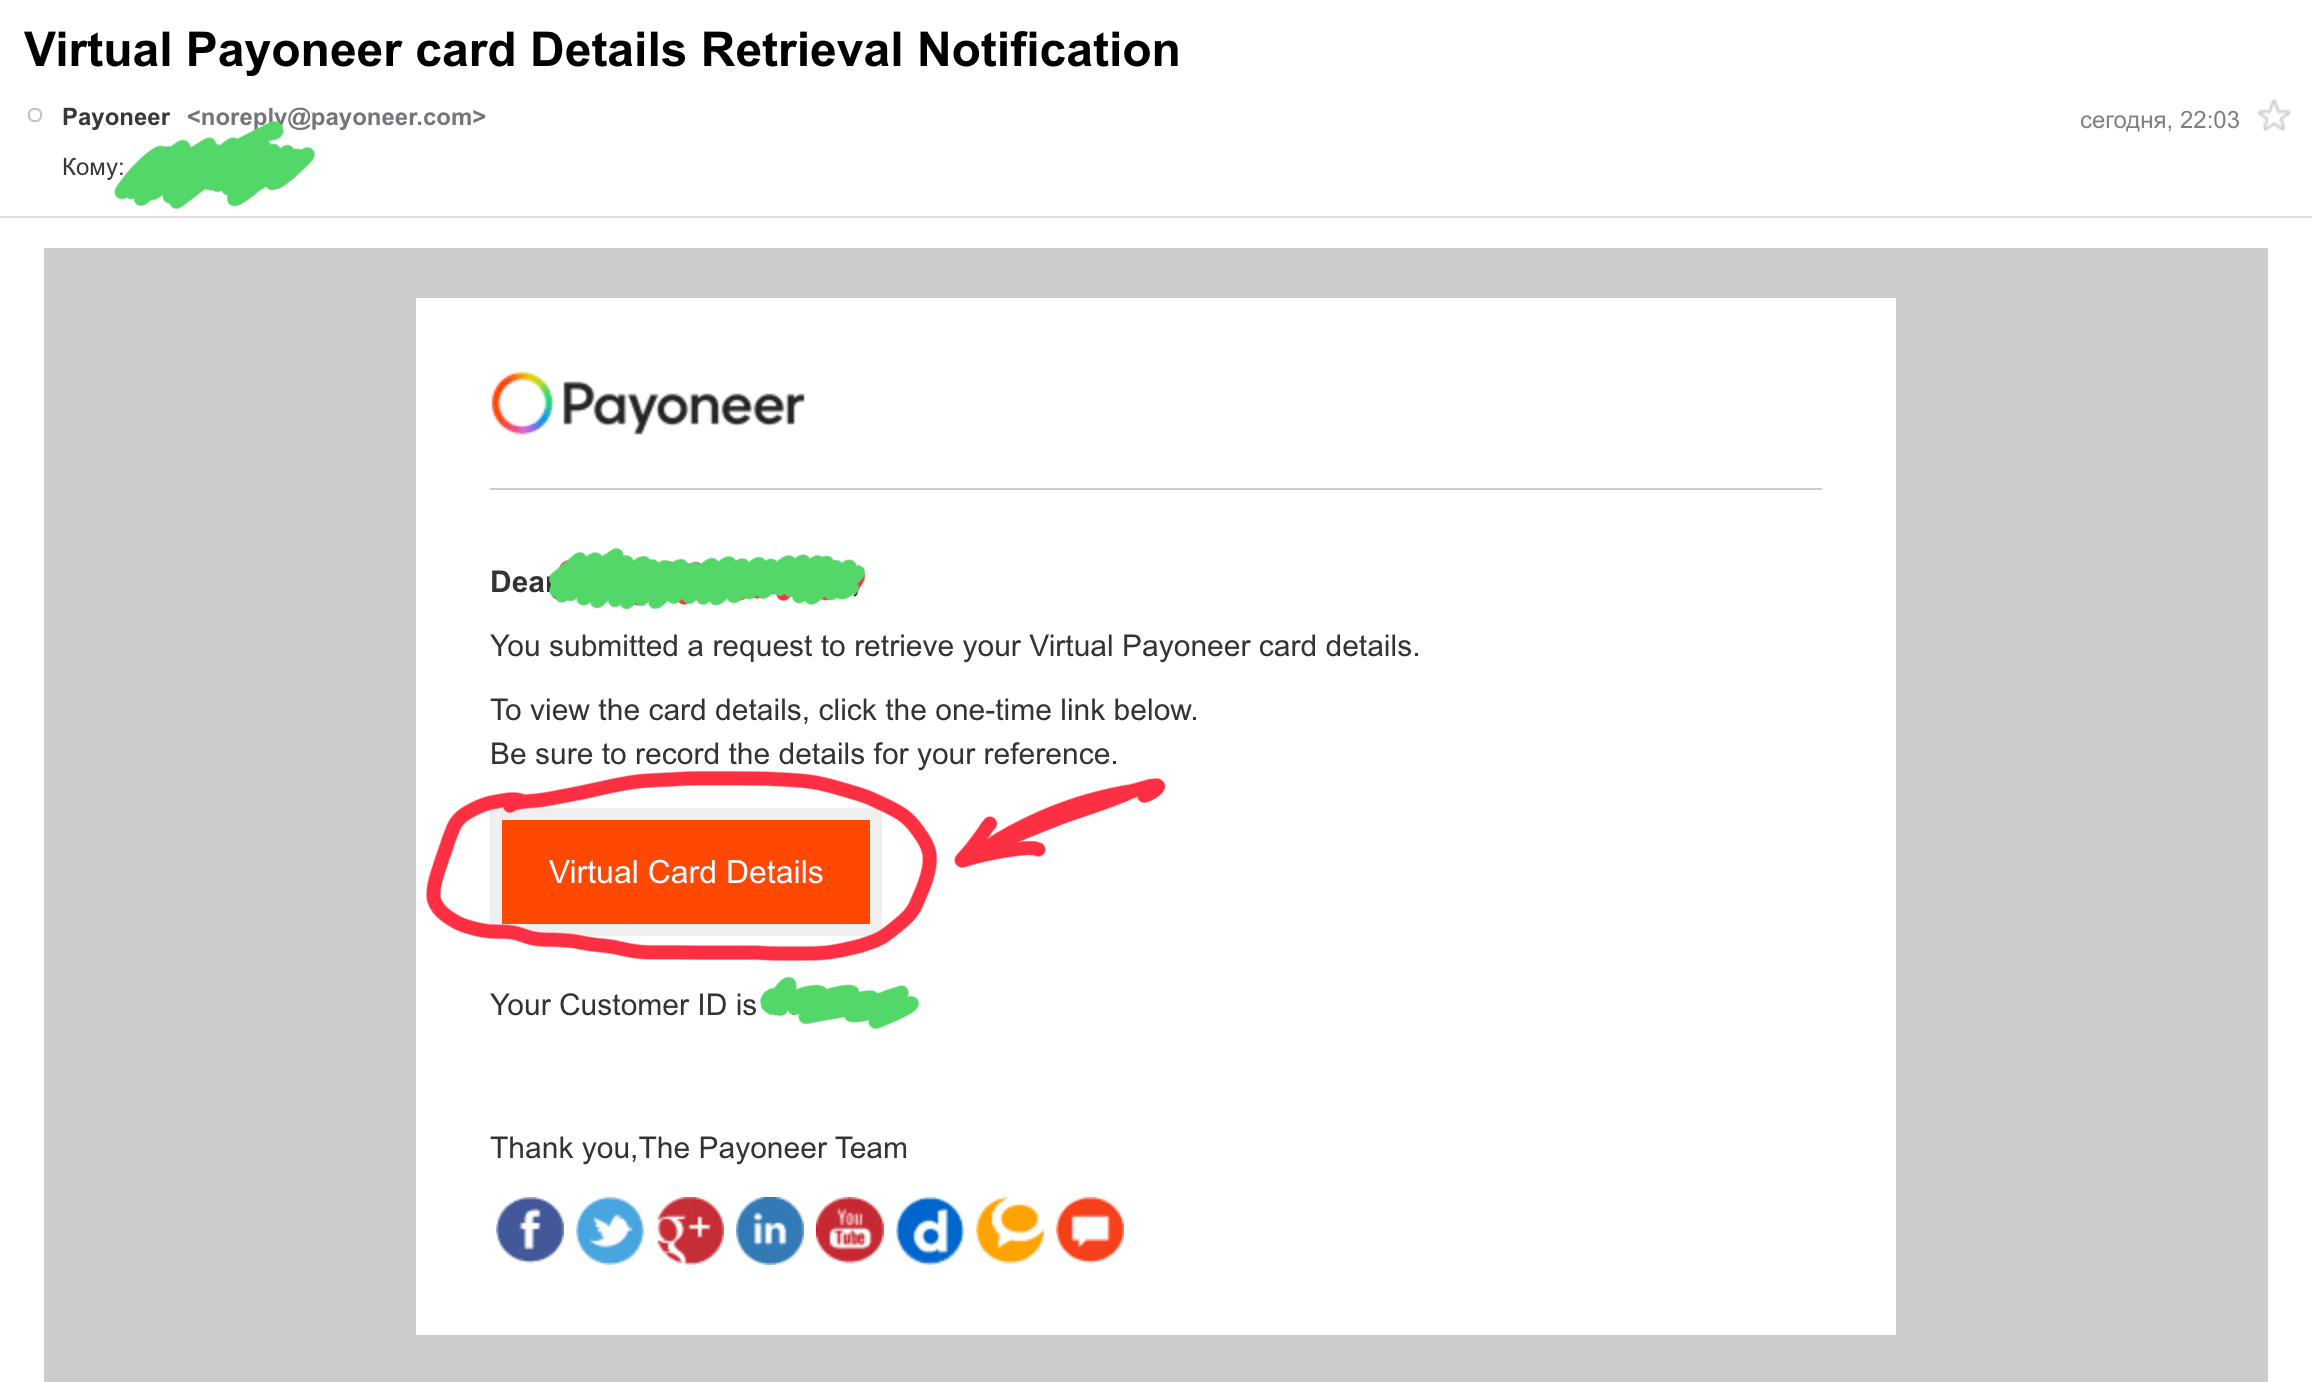 Virtual Payoneer card Details Retrieval Notification
Payoneer <noreply@payoneer.com>
сегодня, 22:03
Кому:
Payoneer
Dear
You submitted a request to retrieve your Virtual Payoneer card details.
To view the card details, click the one-time link below.
Be sure to record the details for your reference.
Virtual Card Details
Your Customer ID is
Thank you,The Payoneer Team
f g+ in You Tube d